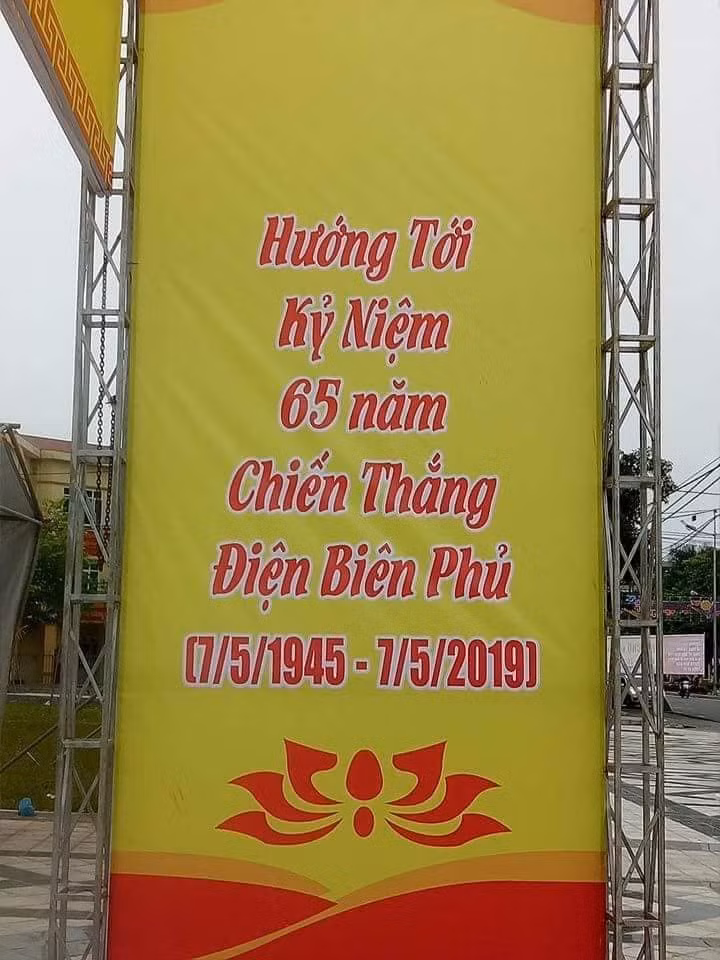 Hướng Tới
Kỷ Niệm
65 năm
Chiến Thắng
Điện Biên Phủ
(7/5/1945 - 7/5/2019)